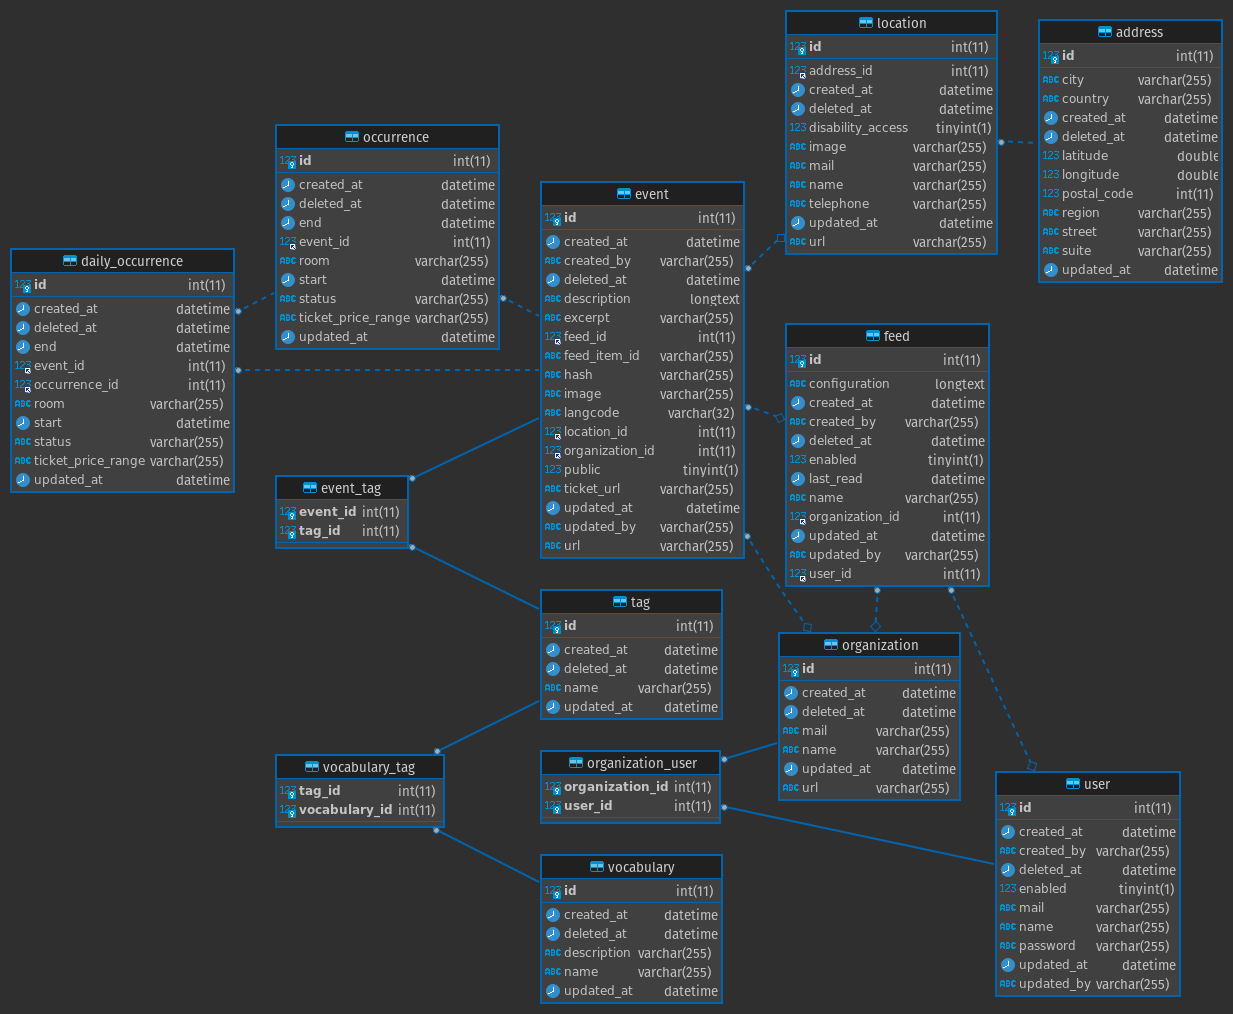 location
id int(11)
address_id int(11)
created_at datetime
deleted_at datetime
disability_access tinyint(1)
image varchar(255)
mail varchar(255)
name varchar(255)
telephone varchar(255)
updated_at datetime
url varchar(255)
address
id int(11)
city varchar(255)
country varchar(255)
created_at datetime
deleted_at datetime
latitude double
longitude double
postal_code int(11)
region varchar(255)
street varchar(255)
suite varchar(255)
updated_at datetime
occurrence
id int(11)
created_at datetime
deleted_at datetime
end datetime
event_id int(11)
room varchar(255)
start datetime
status varchar(255)
ticket_price_range varchar(255)
updated_at datetime
event
id int(11)
created_at datetime
created_by varchar(255)
deleted_at datetime
description longtext
excerpt varchar(255)
feed_id int(11)
feed_item_id varchar(255)
hash varchar(255)
image varchar(255)
langcode varchar(32)
location_id int(11)
organization_id int(11)
public tinyint(1)
ticket_url varchar(255)
updated_at datetime
updated_by varchar(255)
url varchar(255)
daily_occurrence
id int(11)
created_at datetime
deleted_at datetime
end datetime
event_id int(11)
occurrence_id int(11)
room varchar(255)
start datetime
status varchar(255)
ticket_price_range varchar(255)
updated_at datetime
feed
id int(11)
configuration longtext
created_at datetime
created_by varchar(255)
deleted_at datetime
enabled tinyint(1)
last_read datetime
name varchar(255)
organization_id int(11)
updated_at datetime
updated_by varchar(255)
user_id int(11)
event_tag
event_id int(11)
tag_id int(11)
tag
id int(11)
created_at datetime
deleted_at datetime
name varchar(255)
updated_at datetime
organization
id int(11)
created_at datetime
deleted_at datetime
mail varchar(255)
name varchar(255)
updated_at datetime
url varchar(255)
vocabulary_tag
tag_id int(11)
vocabulary_id int(11)
organization_user
organization_id int(11)
user_id int(11)
user
id int(11)
created_at datetime
created_by varchar(255)
deleted_at datetime
enabled tinyint(1)
mail varchar(255)
name varchar(255)
password varchar(255)
updated_at datetime
updated_by varchar(255)
vocabulary
id int(11)
created_at datetime
deleted_at datetime
description varchar(255)
name varchar(255)
updated_at datetime